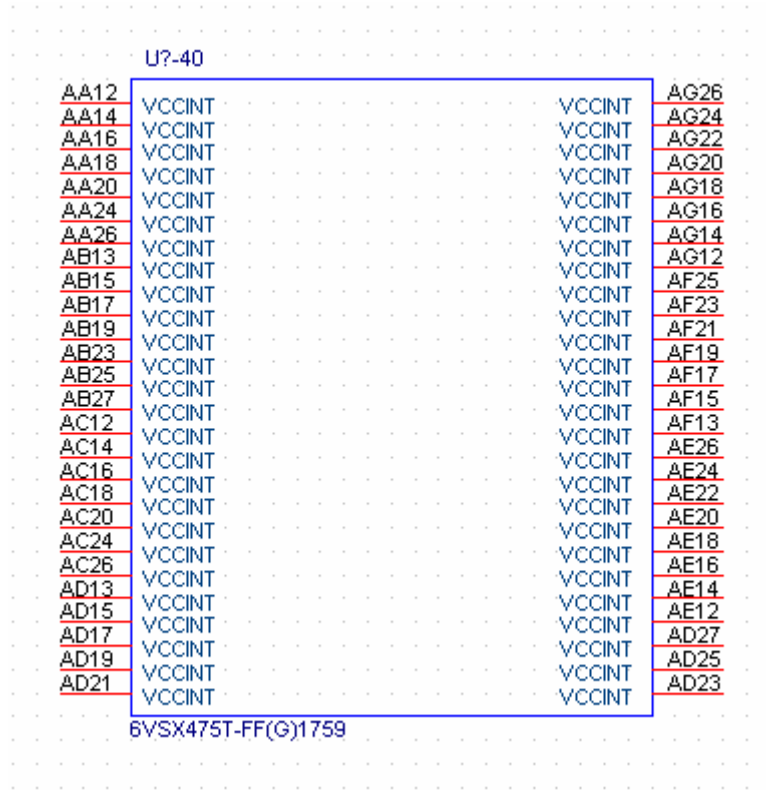 U?-40
AA12 VCCINT VCCINT AG26
AA14 VCCINT VCCINT AG24
AA16 VCCINT VCCINT AG22
AA18 VCCINT VCCINT AG20
AA20 VCCINT VCCINT AG18
AA24 VCCINT VCCINT AG16
AA26 VCCINT VCCINT AG14
AB13 VCCINT VCCINT AG12
AB15 VCCINT VCCINT AF25
AB17 VCCINT VCCINT AF23
AB19 VCCINT VCCINT AF21
AB23 VCCINT VCCINT AF19
AB25 VCCINT VCCINT AF17
AB27 VCCINT VCCINT AF15
AC12 VCCINT VCCINT AF13
AC14 VCCINT VCCINT AE26
AC16 VCCINT VCCINT AE24
AC18 VCCINT VCCINT AE22
AC20 VCCINT VCCINT AE20
AC24 VCCINT VCCINT AE18
AC26 VCCINT VCCINT AE16
AD13 VCCINT VCCINT AE14
AD15 VCCINT VCCINT AE12
AD17 VCCINT VCCINT AD27
AD19 VCCINT VCCINT AD25
AD21 VCCINT VCCINT AD23
6VSX475T-FF(G)1759